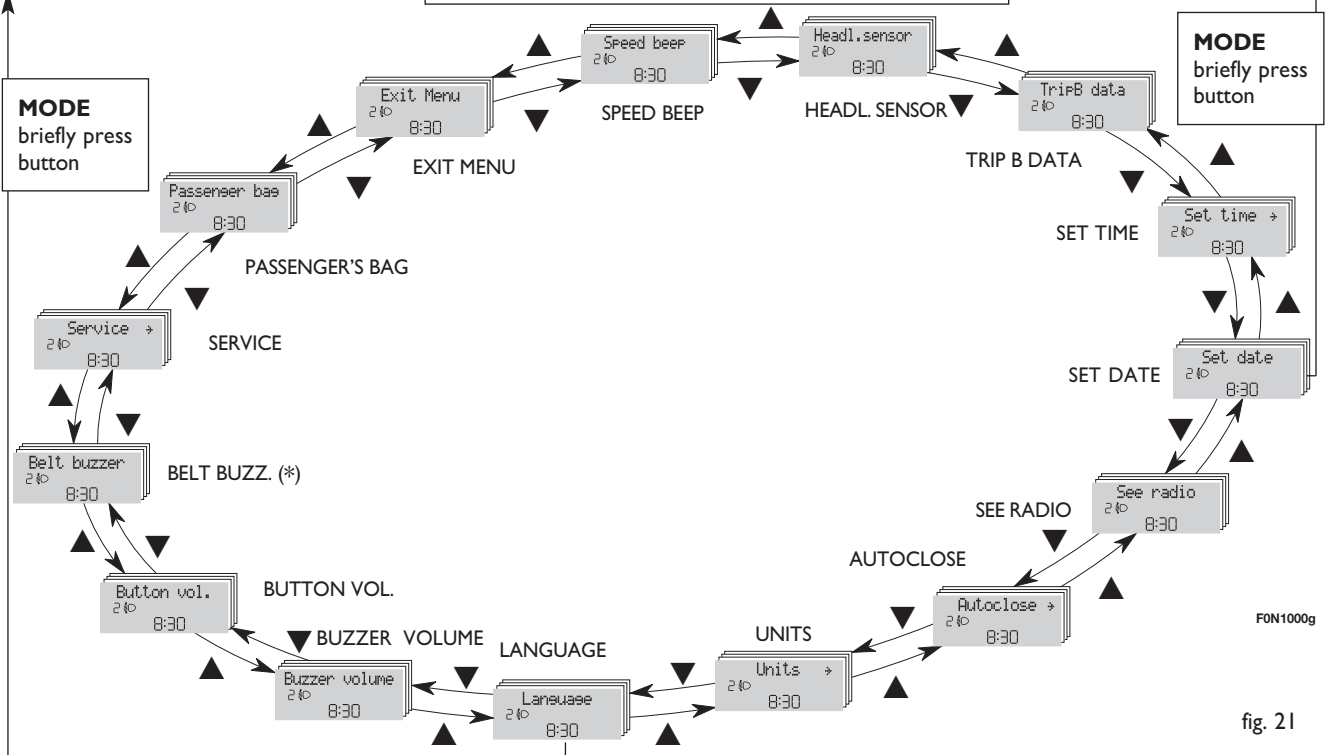 Speed beep
8:30
SPEED BEEP
Headl.sensor
8:30
HEADL. SENSOR
MODE
briefly press
button
MODE
briefly press
button
Exit Menu
8:30
EXIT MENU
TripB data
8:30
TRIP B DATA
Passenger bag
8:30
PASSENGER'S BAG
Set time →
8:30
SET TIME
Service →
8:30
SERVICE
Set date
8:30
SET DATE
Belt buzzer
8:30
BELT BUZZ. (*)
See radio
8:30
SEE RADIO
Button vol.
8:30
BUTTON VOL.
Autoclose →
8:30
AUTOCLOSE
F0N1000g
Buzzer volume
8:30
BUZZER VOLUME
Language
8:30
LANGUAGE
Units →
8:30
UNITS
fig. 21